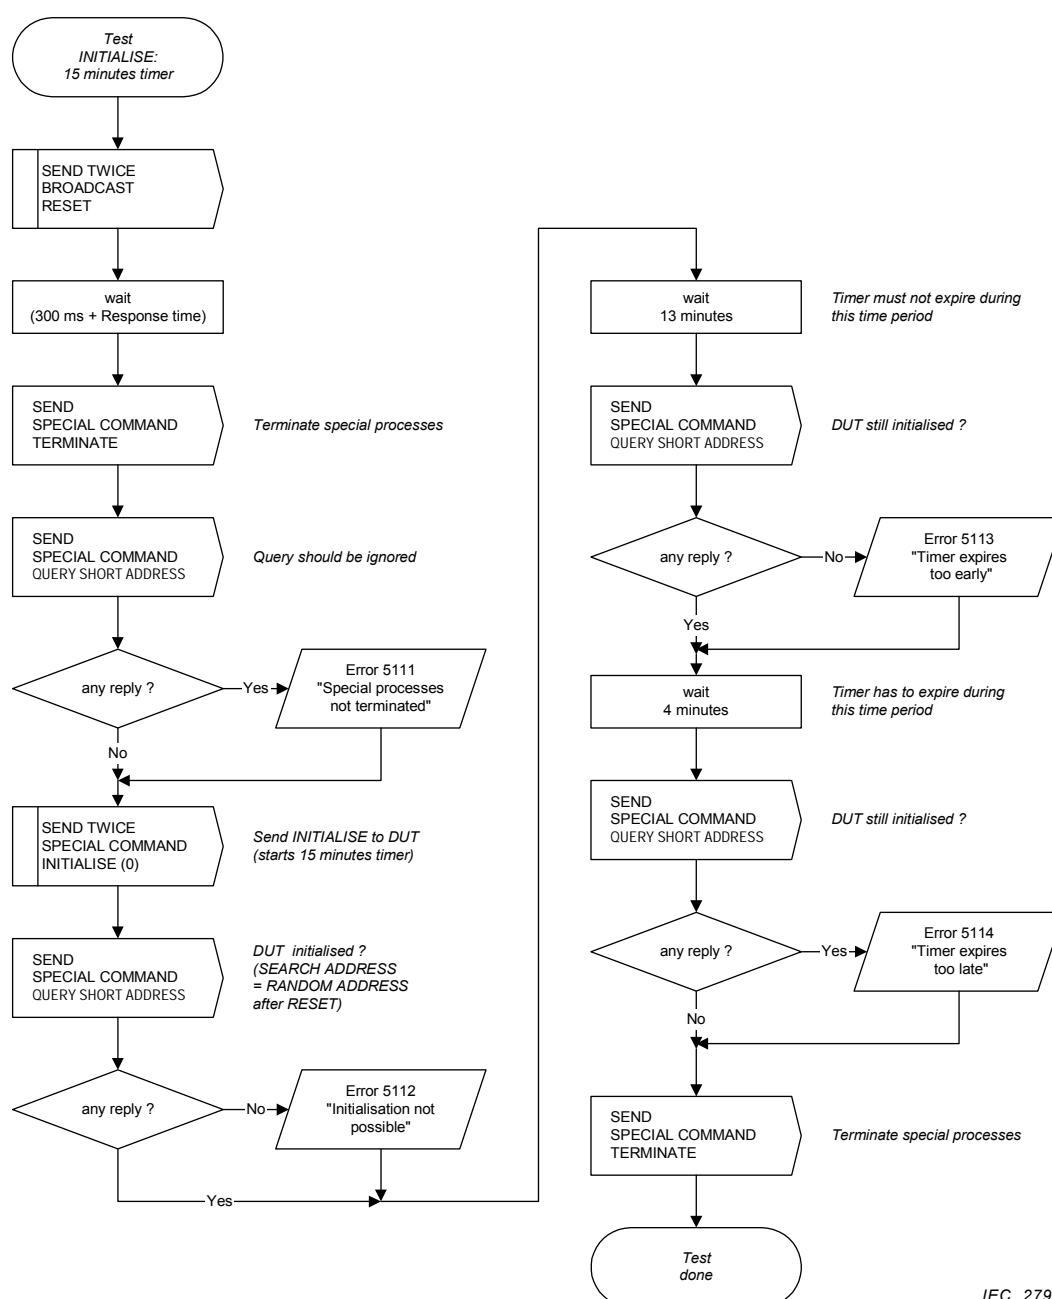 Test
INITIALISE:
15 minutes timer
SEND TWICE
BROADCAST
RESET
wait
(300 ms + Response time)
SEND
SPECIAL COMMAND
TERMINATE
Terminate special processes
SEND
SPECIAL COMMAND
QUERY SHORT ADDRESS
Query should be ignored
any reply ?
Yes
Error 5111
"Special processes
not terminated"
No
SEND TWICE
SPECIAL COMMAND
INITIALISE (0)
Send INITIALISE to DUT
(starts 15 minutes timer)
SEND
SPECIAL COMMAND
QUERY SHORT ADDRESS
DUT initialised ?
(SEARCH ADDRESS
= RANDOM ADDRESS
after RESET)
any reply ?
No
Error 5112
"Initialisation not
possible"
Yes
wait
13 minutes
Timer must not expire during
this time period
SEND
SPECIAL COMMAND
QUERY SHORT ADDRESS
DUT still initialised ?
any reply ?
No
Error 5113
"Timer expires
too early"
Yes
wait
4 minutes
Timer has to expire during
this time period
SEND
SPECIAL COMMAND
QUERY SHORT ADDRESS
DUT still initialised ?
any reply ?
Yes
Error 5114
"Timer expires
too late"
No
SEND
SPECIAL COMMAND
TERMINATE
Terminate special processes
Test
done
IEC 279